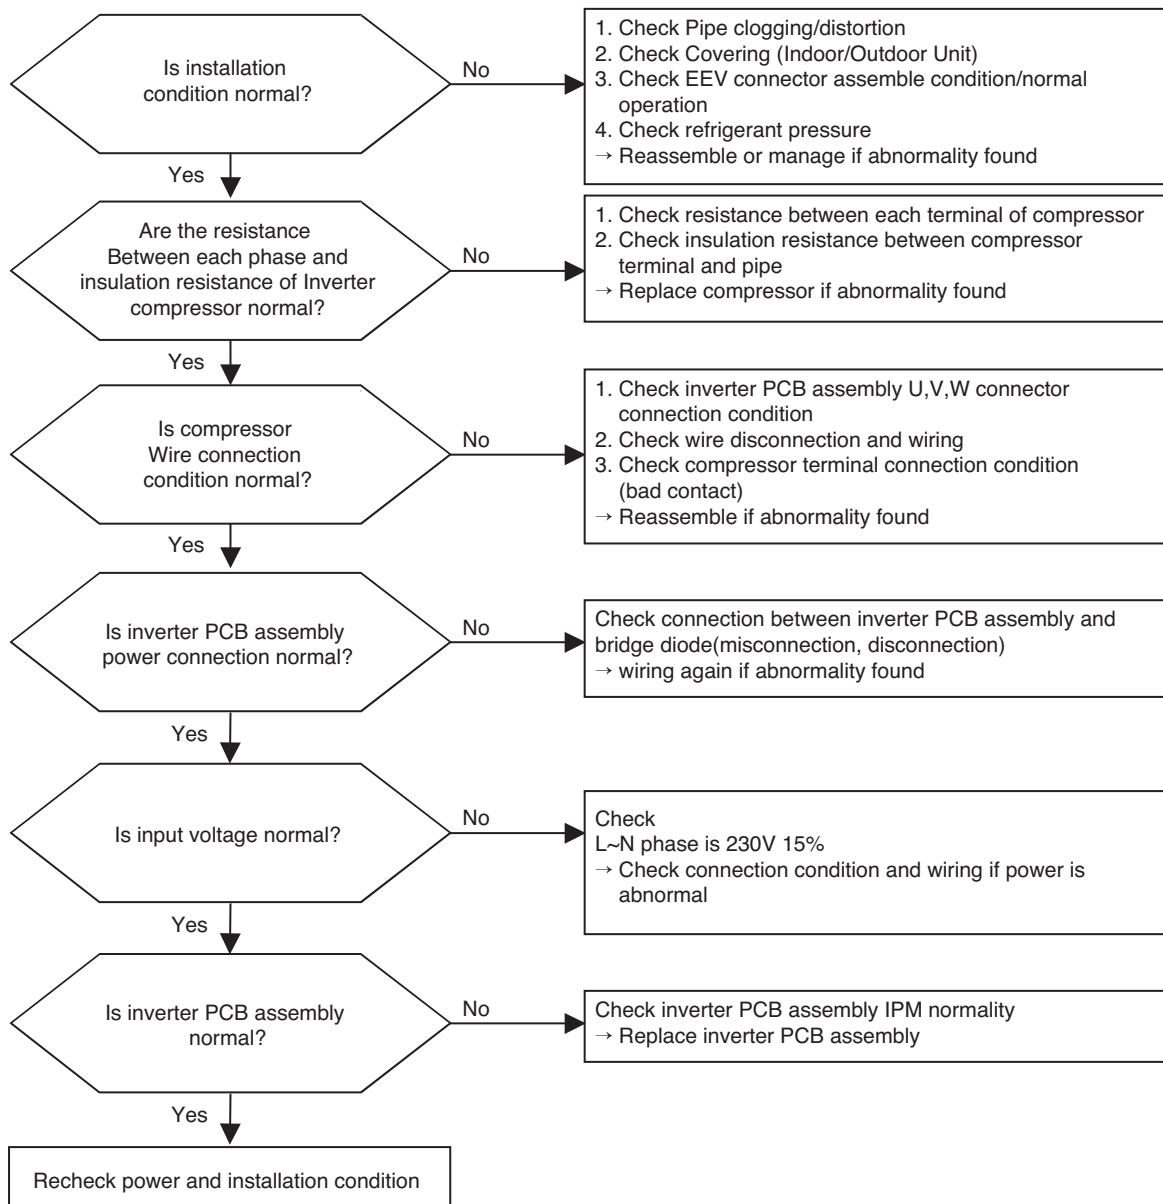 Is installation
condition normal?
No
1. Check Pipe clogging/distortion
2. Check Covering (Indoor/Outdoor Unit)
3. Check EEV connector assemble condition/normal
operation
4. Check refrigerant pressure
→ Reassemble or manage if abnormality found
Yes
Are the resistance
Between each phase and
insulation resistance of Inverter
compressor normal?
No
1. Check resistance between each terminal of compressor
2. Check insulation resistance between compressor
terminal and pipe
→ Replace compressor if abnormality found
Yes
Is compressor
Wire connection
condition normal?
No
1. Check inverter PCB assembly U,V,W connector
connection condition
2. Check wire disconnection and wiring
3. Check compressor terminal connection condition
(bad contact)
→ Reassemble if abnormality found
Yes
Is inverter PCB assembly
power connection normal?
No
Check connection between inverter PCB assembly and
bridge diode(misconnection, disconnection)
→ wiring again if abnormality found
Yes
Is input voltage normal?
No
Check
L~N phase is 230V 15%
→ Check connection condition and wiring if power is
abnormal
Yes
Is inverter PCB assembly
normal?
No
Check inverter PCB assembly IPM normality
→ Replace inverter PCB assembly
Yes
Recheck power and installation condition